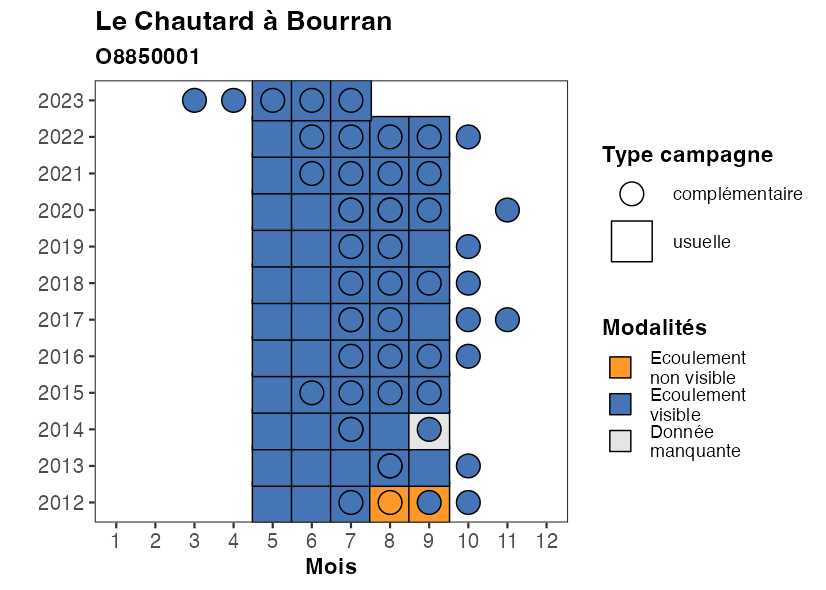 Le Chautard à Bourran
O8850001
2023
2022
2021
2020
2019
2018
2017
2016
2015
2014
2013
2012
1 2 3 4 5 6 7 8 9 10 11 12
Mois
Type campagne
complémentaire
usuelle
Modalités
Ecoulement
non visible
Ecoulement
visible
Donnée
manquante